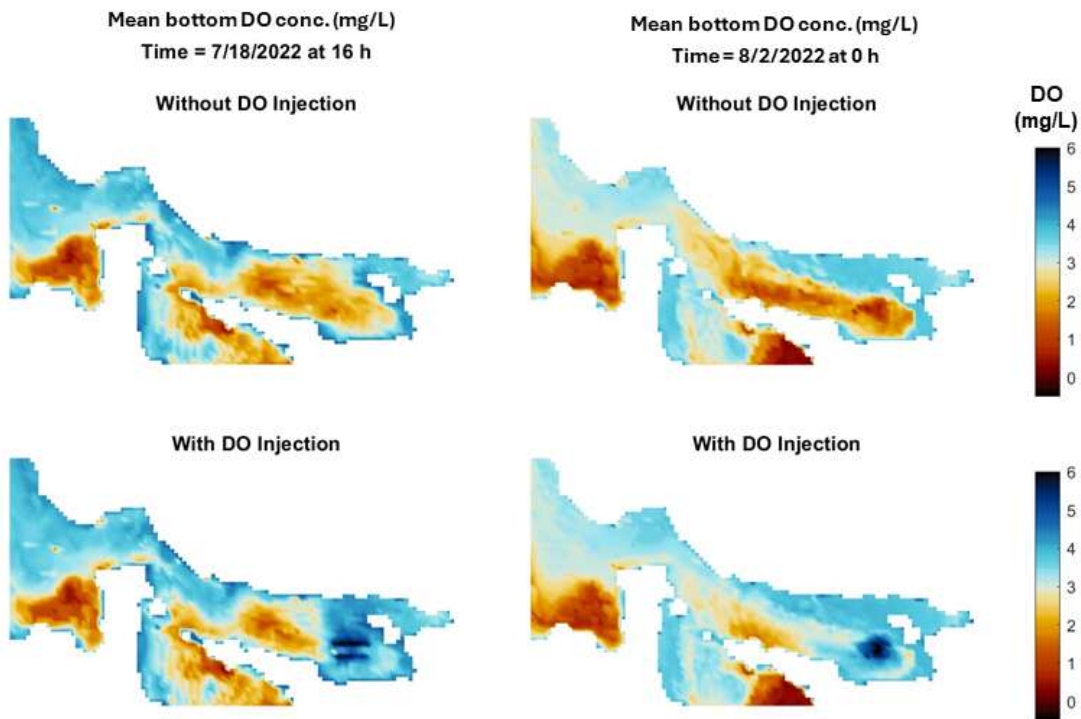 Mean bottom DO conc. (mg/L)
Time = 7/18/2022 at 16 h
Without DO Injection
Mean bottom DO conc. (mg/L)
Time = 8/2/2022 at 0 h
Without DO Injection
DO
(mg/L)
6
5
4
3
2
1
0
With DO Injection
With DO Injection
6
5
4
3
2
1
0